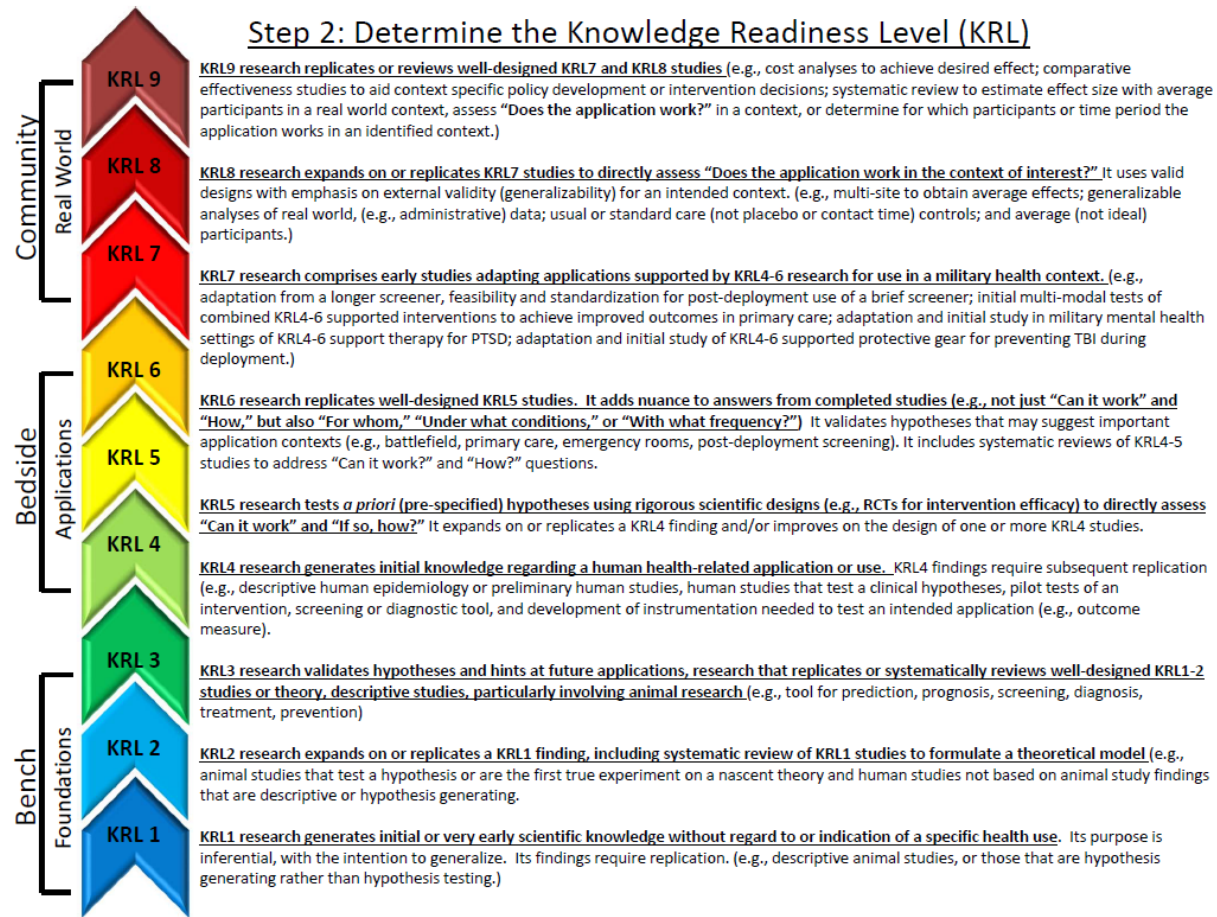 Step 2: Determine the Knowledge Readiness Level (KRL)
KRL 9
KRL9 research replicates or reviews well-designed KRL7 and KRL8 studies (e.g., cost analyses to achieve desired effect; comparative
effectiveness studies to aid context specific policy development or intervention decisions; systematic review to estimate effect size with average
participants in a real world context, assess "Does the application work?" in a context, or determine for which participants or time period the
application works in an identified context.)
Community
Real World
KRL 8
KRL8 research expands on or replicates KRL7 studies to directly assess "Does the application work in the context of interest?" It uses valid
designs with emphasis on external validity (generalizability) for an intended context. (e.g., multi-site to obtain average effects; generalizable
analyses of real world, (e.g., administrative) data; usual or standard care (not placebo or contact time) controls; and average (not ideal)
participants.)
KRL 7
KRL7 research comprises early studies adapting applications supported by KRL4-6 research for use in a military health context. (e.g.,
adaptation from a longer screener, feasibility and standardization for post-deployment use of a brief screener; initial multi-modal tests of
combined KRL4-6 supported interventions to achieve improved outcomes in primary care; adaptation and initial study in military mental health
settings of KRL4-6 support therapy for PTSD; adaptation and initial study of KRL4-6 supported protective gear for preventing TBI during
deployment.)
KRL 6
KRL6 research replicates well-designed KRL5 studies. It adds nuance to answers from completed studies (e.g., not just "Can it work" and
"How," but also "For whom," "Under what conditions," or "With what frequency?") It validates hypotheses that may suggest important
application contexts (e.g., battlefield, primary care, emergency rooms, post-deployment screening). It includes systematic reviews of KRL4-5
studies to address "Can it work?" and "How?" questions.
Bedside
Applications
KRL 5
KRL5 research tests a priori (pre-specified) hypotheses using rigorous scientific designs (e.g., RCTs for intervention efficacy) to directly assess
"Can it work" and "If so, how?" It expands on or replicates a KRL4 finding and/or improves on the design of one or more KRL4 studies.
KRL 4
KRL4 research generates initial knowledge regarding a human health-related application or use. KRL4 findings require subsequent replication
(e.g., descriptive human epidemiology or preliminary human studies, human studies that test a clinical hypotheses, pilot tests of an
intervention, screening or diagnostic tool, and development of instrumentation needed to test an intended application (e.g., outcome
measure).
KRL 3
KRL3 research validates hypotheses and hints at future applications, research that replicates or systematically reviews well-designed KRL1-2
studies or theory, descriptive studies, particularly involving animal research (e.g., tool for prediction, prognosis, screening, diagnosis,
treatment, prevention)
Bench
Foundations
KRL 2
KRL2 research expands on or replicates a KRL1 finding, including systematic review of KRL1 studies to formulate a theoretical model (e.g.,
animal studies that test a hypothesis or are the first true experiment on a nascent theory and human studies not based on animal study findings
that are descriptive or hypothesis generating.
KRL 1
KRL1 research generates initial or very early scientific knowledge without regard to or indication of a specific health use. Its purpose is
inferential, with the intention to generalize. Its findings require replication. (e.g., descriptive animal studies, or those that are hypothesis
generating rather than hypothesis testing.)